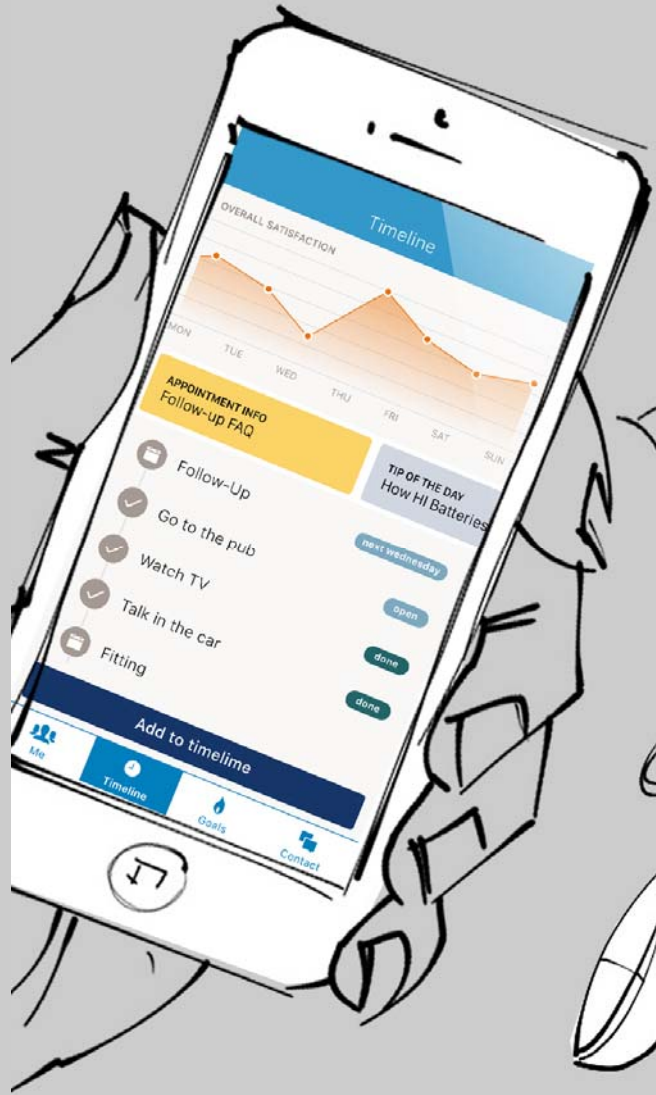 Timeline
OVERALL SATISFACTION
MON TUE WED THU FRI SAT SUN
APPOINTMENT INFO
Follow-up FAQ
TIP OF THE DAY
How HI Batteries
Follow-Up next wednesday
Go to the pub open
Watch TV done
Talk in the car done
Fitting
Add to timelime
Me Timeline Goals Contact